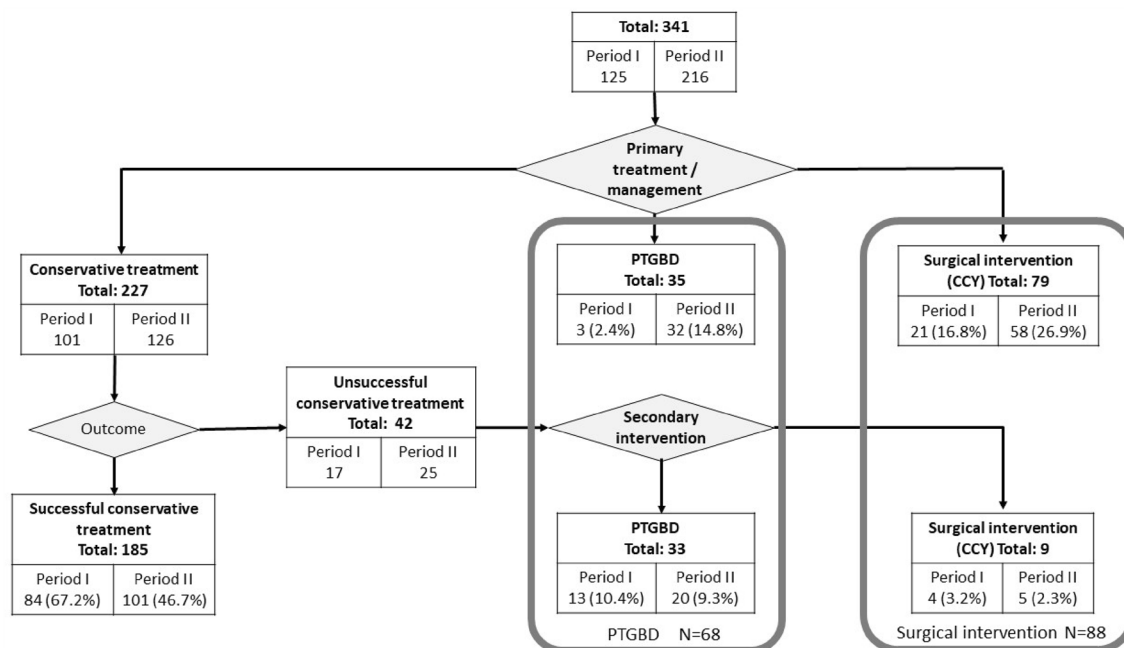 Total: 341
Period I
125
Period II
216
Primary
treatment /
management
Conservative treatment
Total: 227
Period I
101
Period II
126
PTGBD
Total: 35
Period I
3 (2.4%)
Period II
32 (14.8%)
Surgical intervention
(CCY) Total: 79
Period I
21 (16.8%)
Period II
58 (26.9%)
Outcome
Unsuccessful
conservative treatment
Total: 42
Period I
17
Period II
25
Secondary
intervention
Successful conservative
treatment
Total: 185
Period I
84 (67.2%)
Period II
101 (46.7%)
PTGBD
Total: 33
Period I
13 (10.4%)
Period II
20 (9.3%)
Surgical intervention
(CCY) Total: 9
Period I
4 (3.2%)
Period II
5 (2.3%)
PTGBD N=68
Surgical intervention N=88